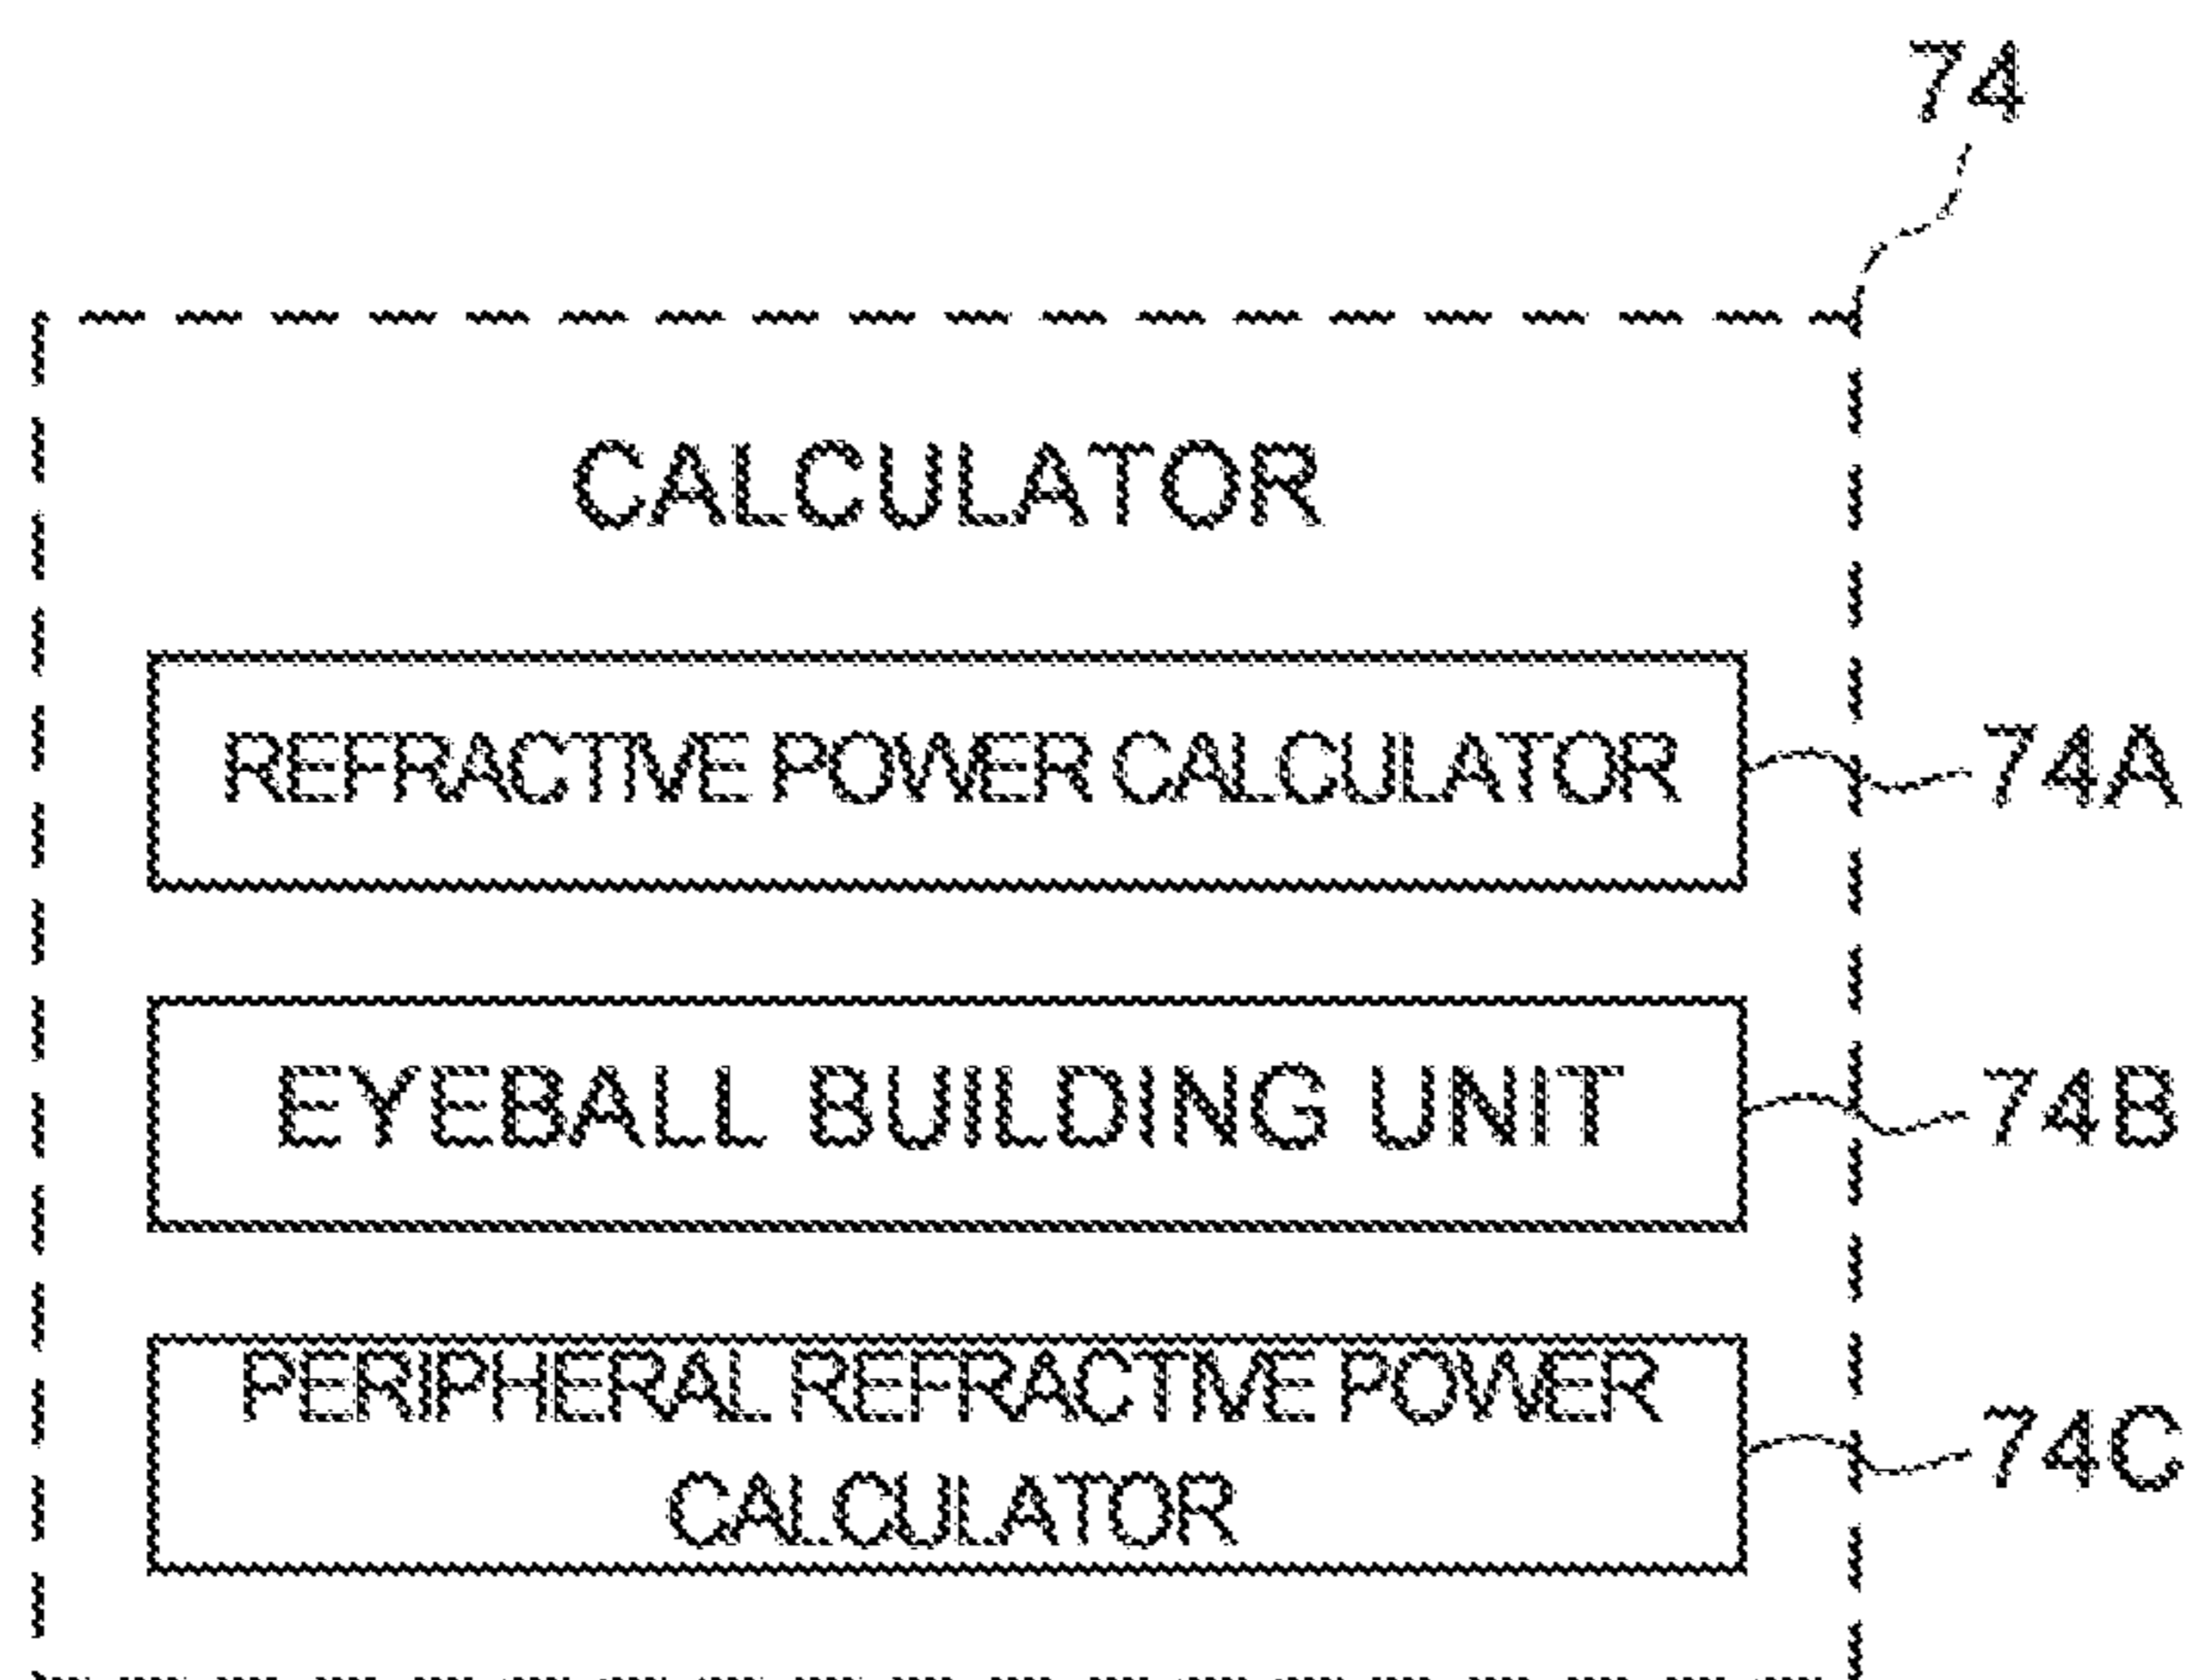 74
CALCULATOR
REFRACTIVE POWER CALCULATOR
74A
EYEBALL BUILDING UNIT
74B
PERIPHERAL REFRACTIVE POWER
CALCULATOR
74C